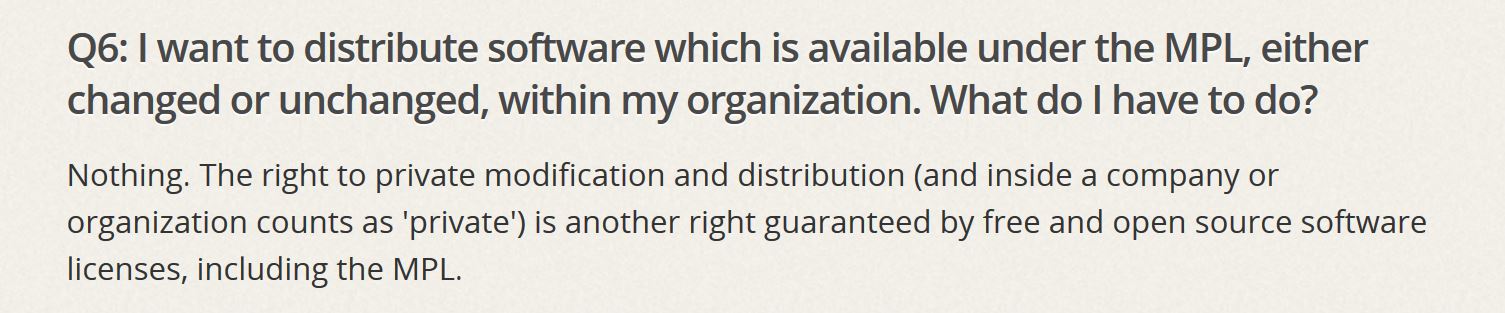 Q6: I want to distribute software which is available under the MPL, either
changed or unchanged, within my organization. What do I have to do?
Nothing. The right to private modification and distribution (and inside a company or
organization counts as 'private') is another right guaranteed by free and open source software
licenses, including the MPL.